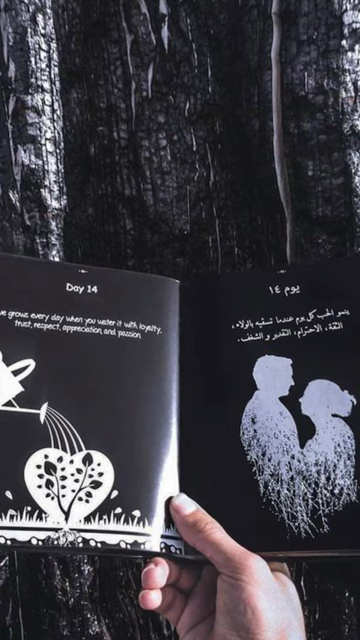 Day 14
ve grows every day when you water it with loyalty,
trust, respect, appreciation, and passion.
يوم ١٤
ينمو الحب كل يوم عندما تسقيه بالولاء،
الثقة، الاحترام، التقدير و الشغف.